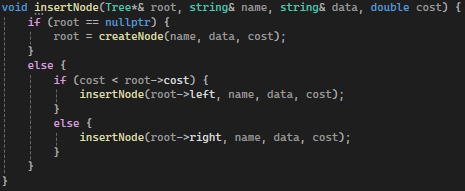 void insertNode(Tree*& root, string& name, string& data, double cost) {
    if (root == nullptr) {
        root = createNode(name, data, cost);
    }
    else {
        if (cost < root->cost) {
            insertNode(root->left, name, data, cost);
        }
        else {
            insertNode(root->right, name, data, cost);
        }
    }
}